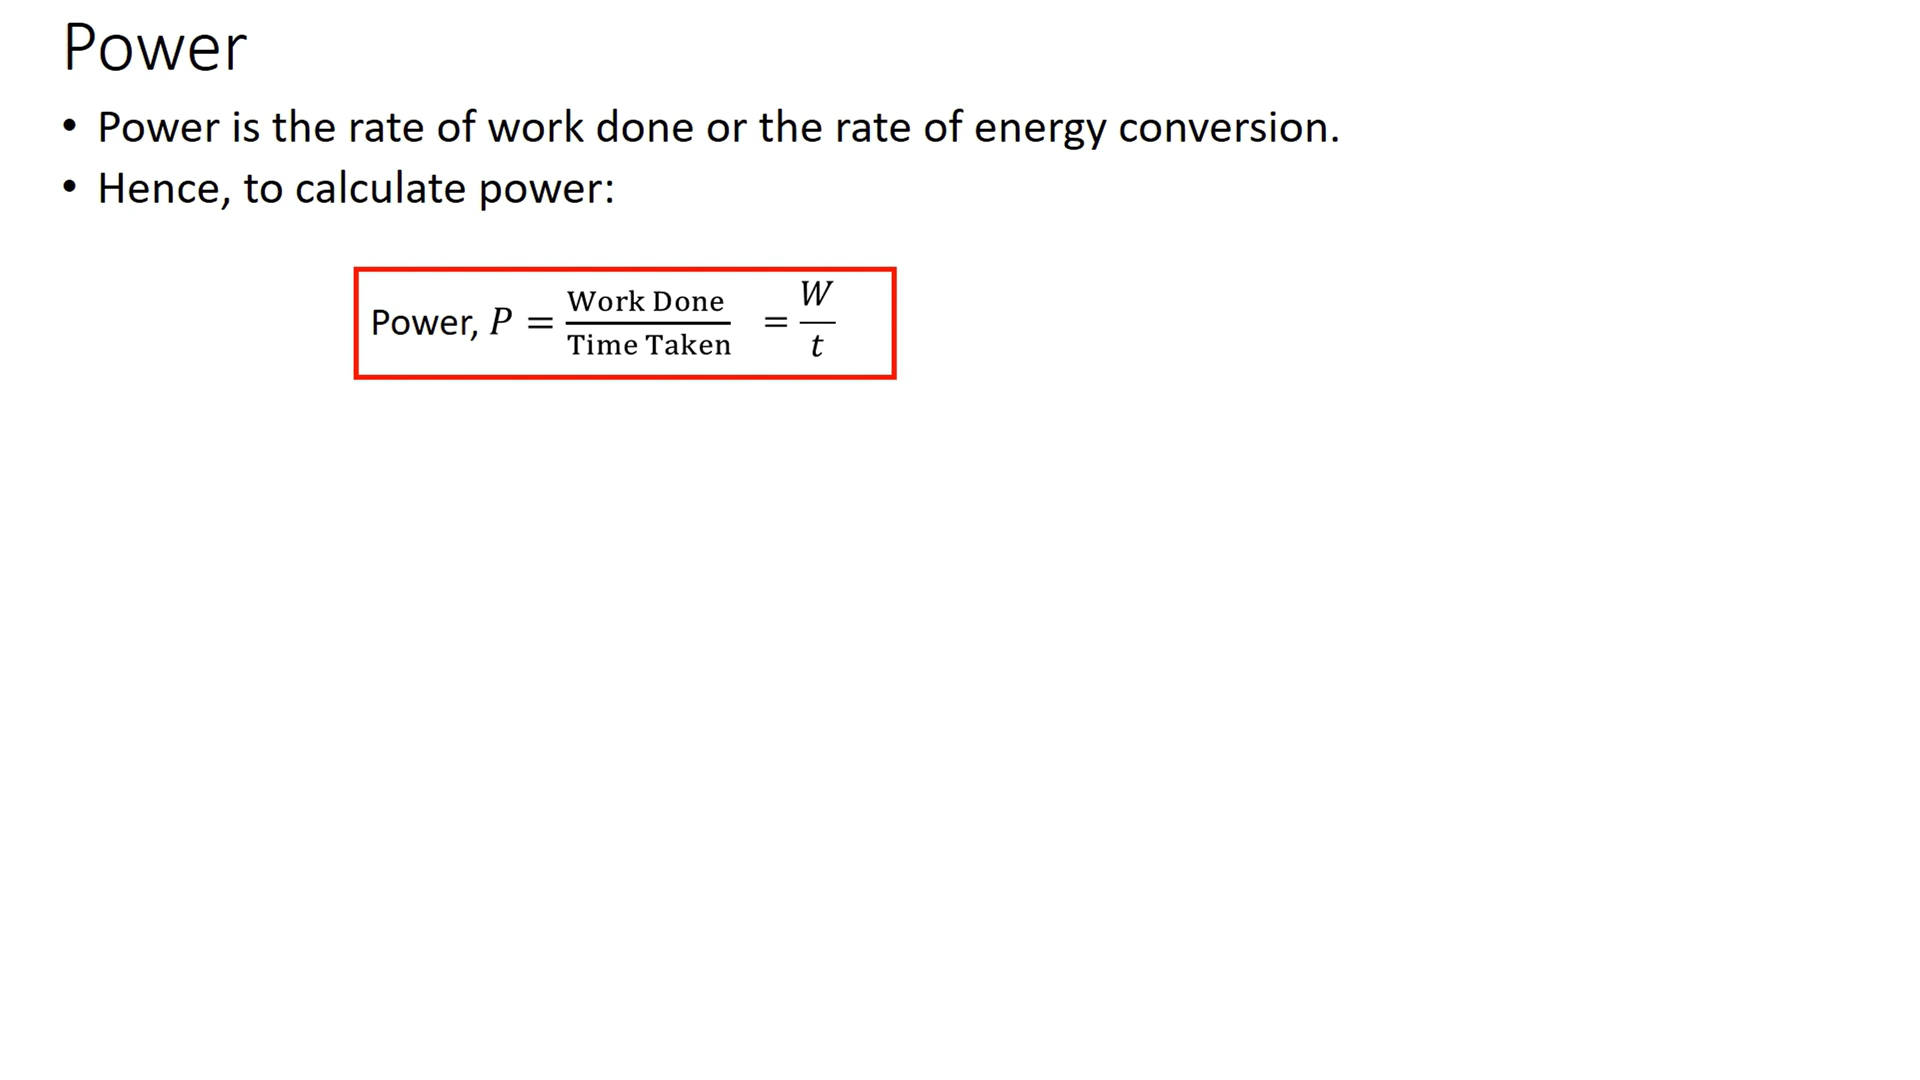 Power
• Power is the rate of work done or the rate of energy conversion.
• Hence, to calculate power:
Power, P = Work Done / Time Taken = W / t